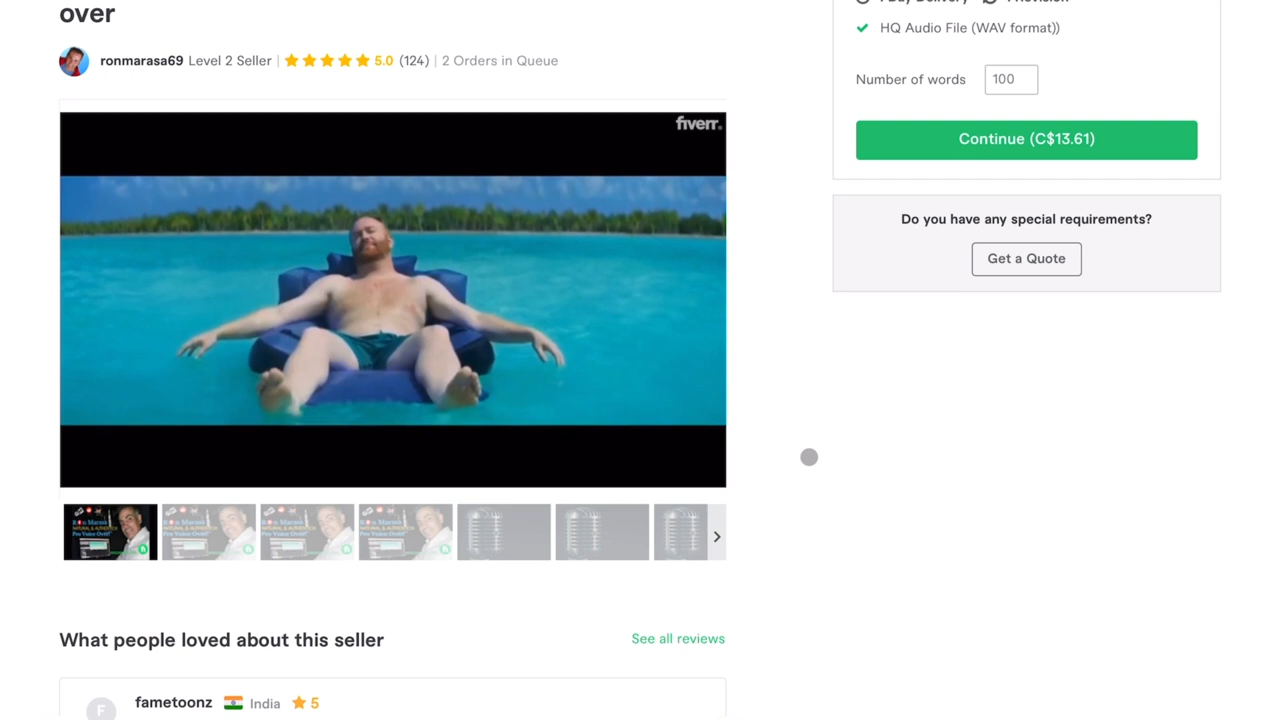 over
ronmarasa69 Level 2 Seller | 5.0 (124) | 2 Orders in Queue
HQ Audio File (WAV format))
Number of words 100
Continue (C$13.61)
Do you have any special requirements?
Get a Quote
fiverr.
What people loved about this seller
See all reviews
F fametoonz India 5